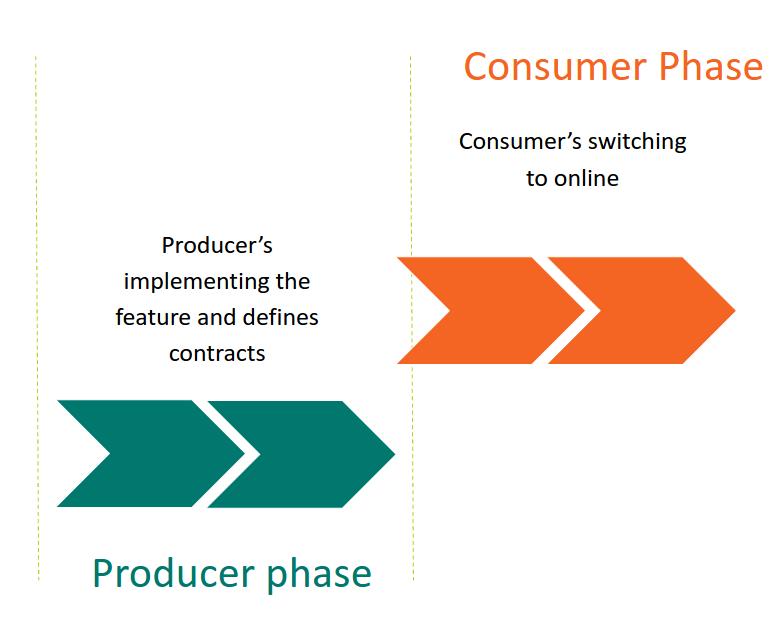 Consumer Phase
Consumer's switching
to online
Producer's
implementing the
feature and defines
contracts
Producer phase